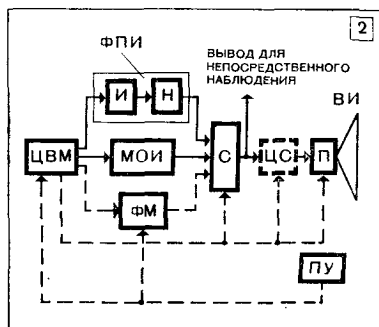 2
ФПИ
ВЫВОД ДЛЯ
НЕПОСРЕДСТВЕННОГО
НАБЛЮДЕНИЯ
ВИ
И
Н
ЦВМ
МОИ
С
ЦС
П
ФМ
ПУ